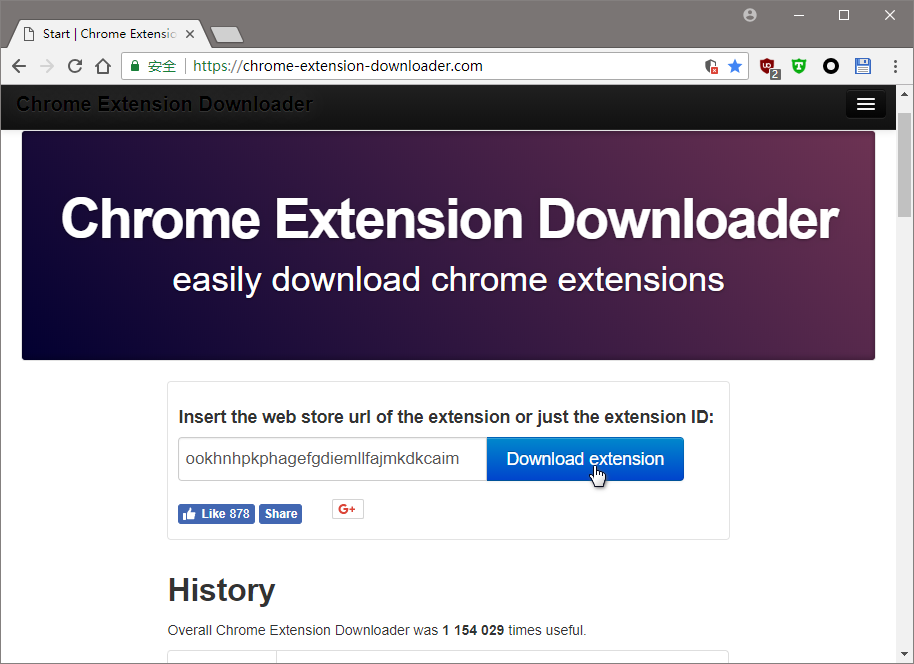 Start | Chrome Extensio
安全
https://chrome-extension-downloader.com
2
Chrome Extension Downloader
Chrome Extension Downloader
easily download chrome extensions
Insert the web store url of the extension or just the extension ID:
ookhnhpkphagefgdiemllfajmkdkcaim
Download extension
Like 878
Share
G+
History
Overall Chrome Extension Downloader was 1 154 029 times useful.